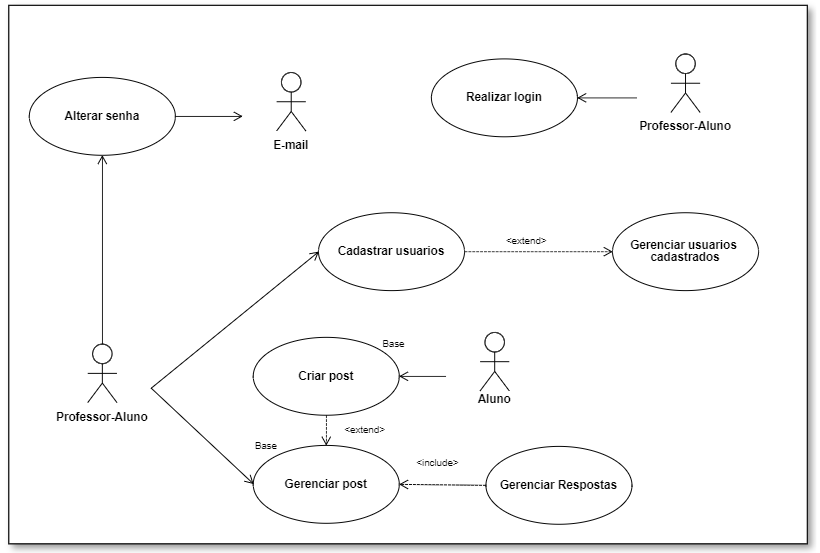 Alterar senha
E-mail
Realizar login
Professor-Aluno
Cadastrar usuarios
<extend>
Gerenciar usuarios
cadastrados
Professor-Aluno
Base
Criar post
Aluno
<extend>
Base
Gerenciar post
<include>
Gerenciar Respostas